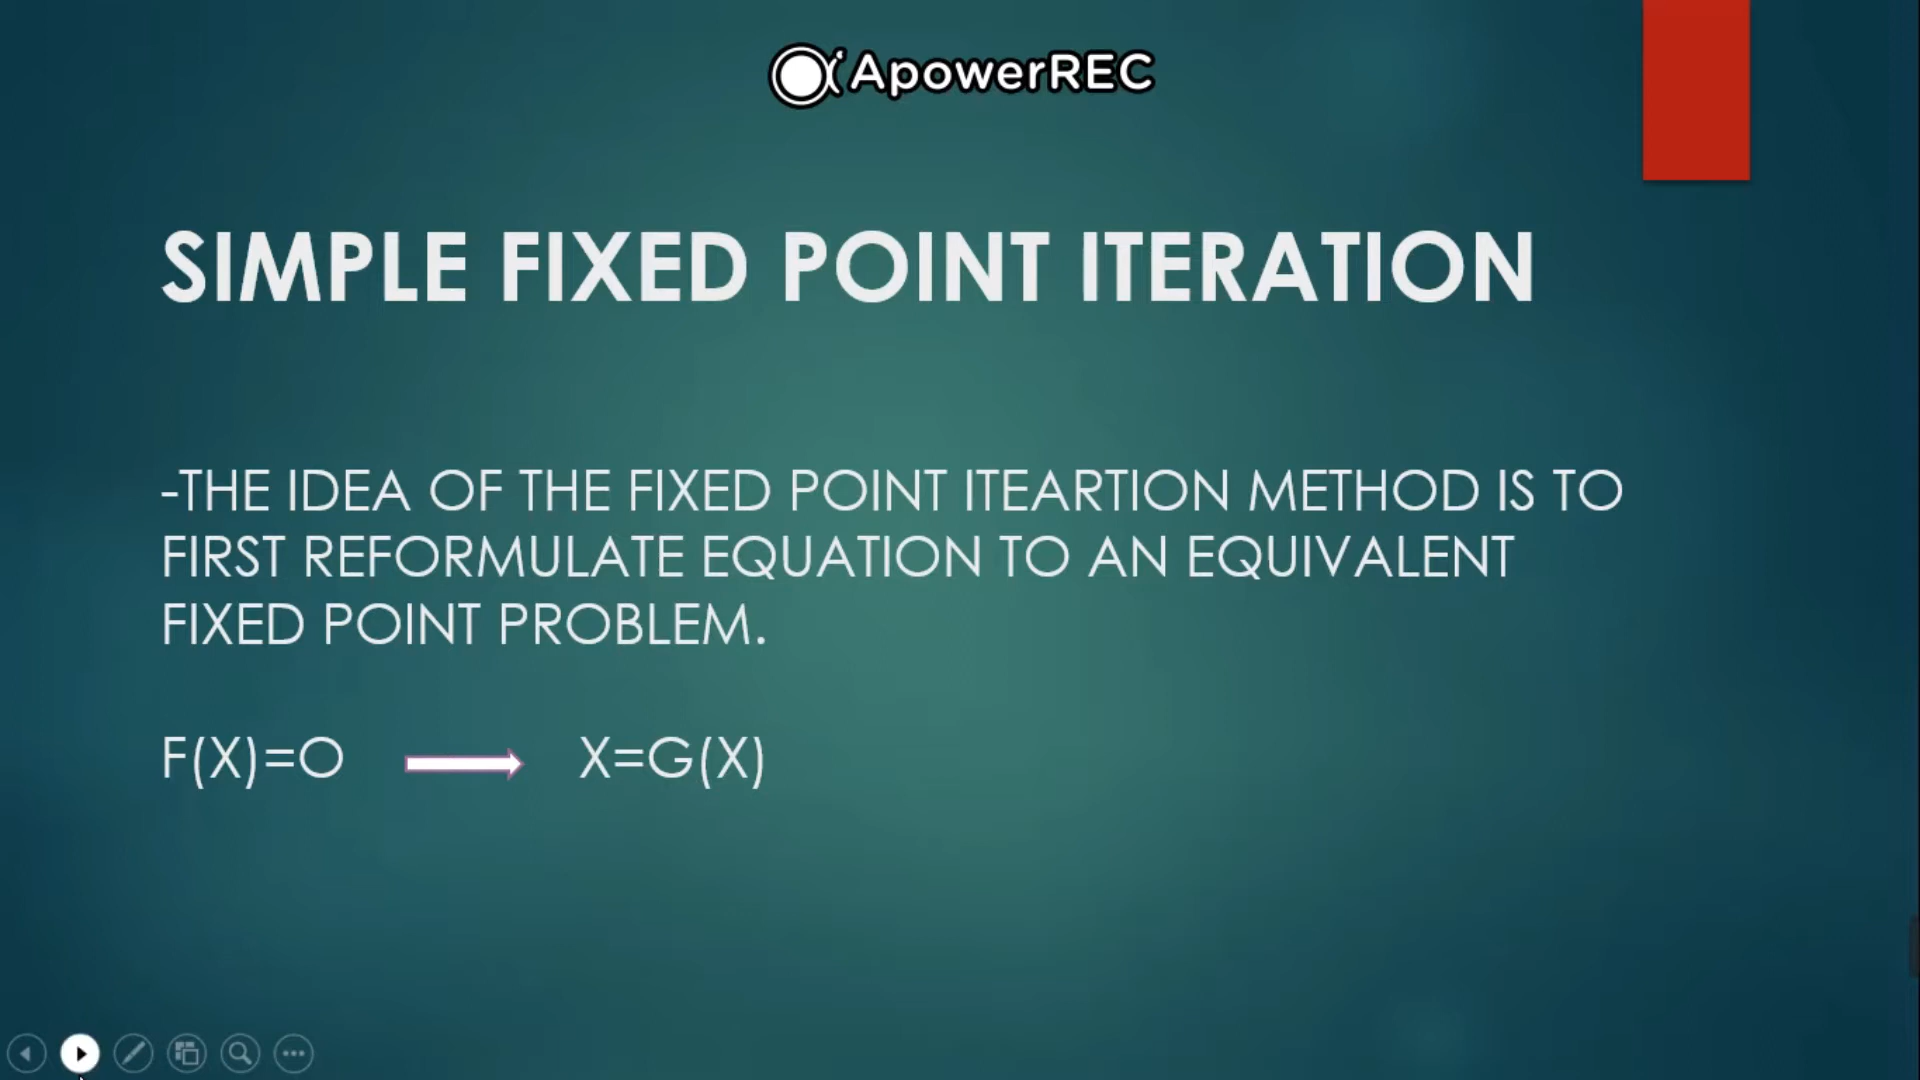 ApowerREC
SIMPLE FIXED POINT ITERATION
-THE IDEA OF THE FIXED POINT ITEARTION METHOD IS TO
FIRST REFORMULATE EQUATION TO AN EQUIVALENT
FIXED POINT PROBLEM.
F(X)=O X=G(X)